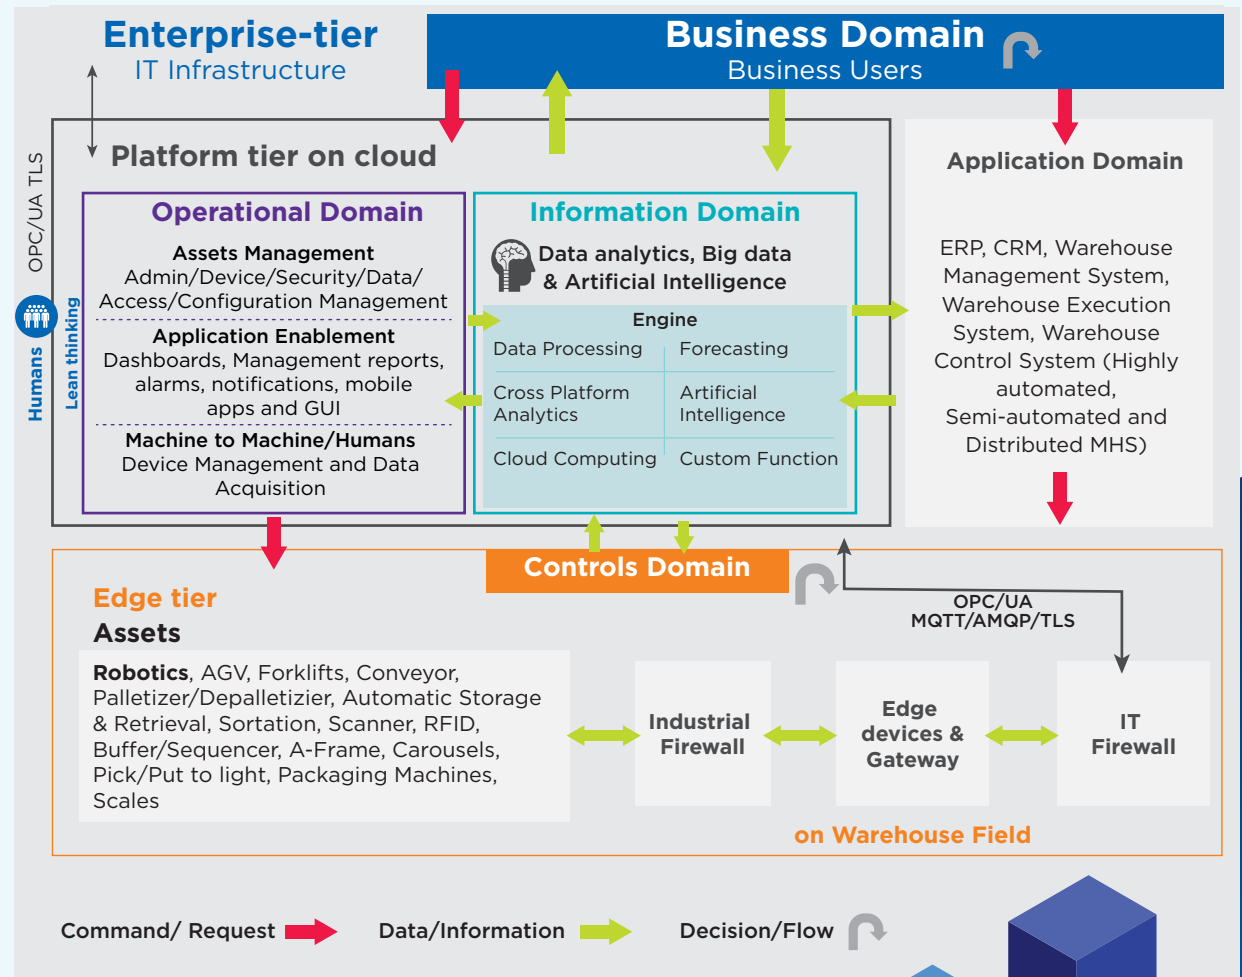 Enterprise-tier
IT Infrastructure
Business Domain
Business Users
OPC/UA TLS
Humans
Lean thinking
Platform tier on cloud
Operational Domain
Assets Management
Admin/Device/Security/Data/
Access/Configuration Management
Application Enablement
Dashboards, Management reports,
alarms, notifications, mobile
apps and GUI
Machine to Machine/Humans
Device Management and Data
Acquisition
Information Domain
Data analytics, Big data
& Artificial Intelligence
Engine
Data Processing
Forecasting
Cross Platform
Analytics
Artificial
Intelligence
Cloud Computing
Custom Function
Application Domain
ERP, CRM, Warehouse
Management System,
Warehouse Execution
System, Warehouse
Control System (Highly
automated,
Semi-automated and
Distributed MHS)
Controls Domain
Edge tier
Assets
Robotics, AGV, Forklifts, Conveyor,
Palletizer/Depalletizier, Automatic Storage
& Retrieval, Sortation, Scanner, RFID,
Buffer/Sequencer, A-Frame, Carousels,
Pick/Put to light, Packaging Machines,
Scales
OPC/UA
MQTT/AMQP/TLS
Industrial
Firewall
Edge
devices &
Gateway
IT
Firewall
on Warehouse Field
Command/ Request
Data/Information
Decision/Flow